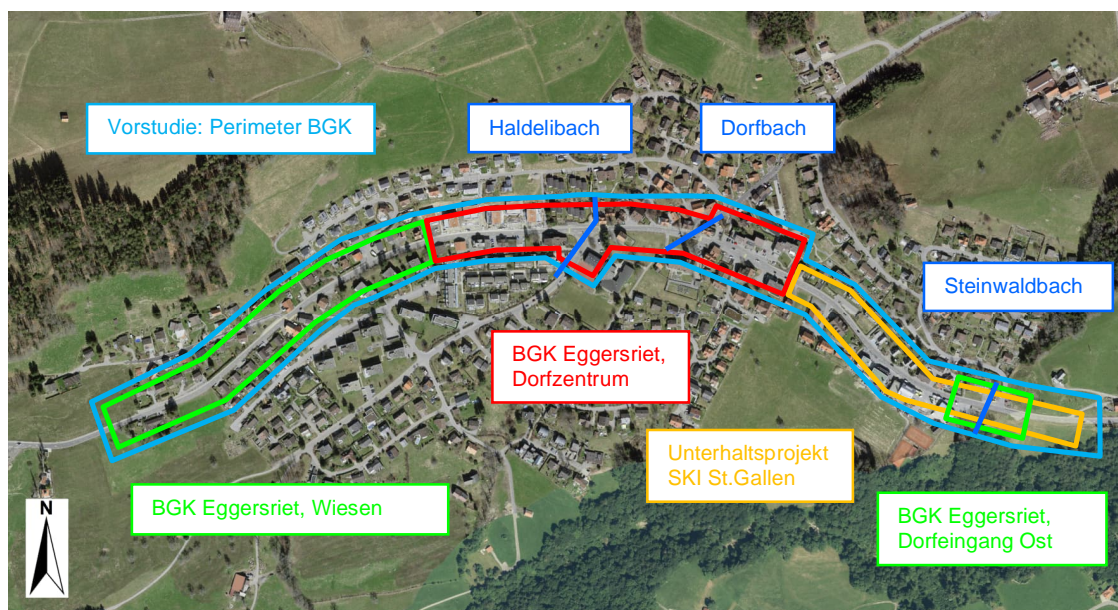 Vorstudie: Perimeter BGK
Haldelibach
Dorfbach
Steinwaldbach
BGK Eggersriet,
Dorfzentrum
Unterhaltsprojekt
SKI St.Gallen
BGK Eggersriet, Wiesen
BGK Eggersriet,
Dorfeingang Ost
N